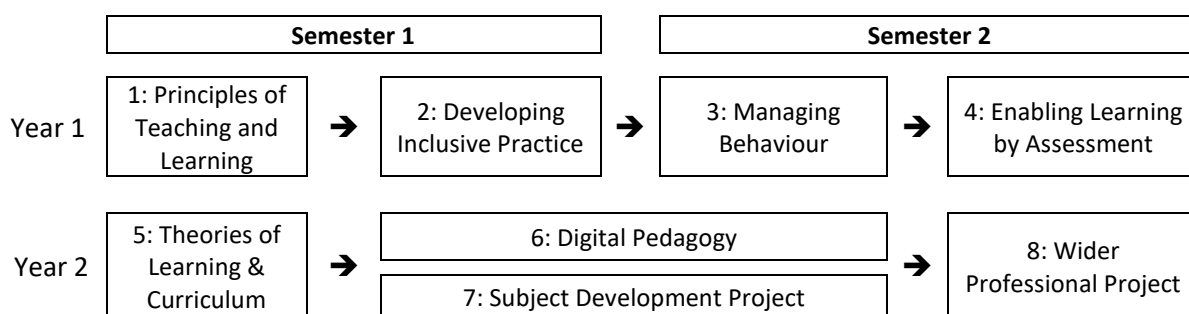 Semester 1
Semester 2
Year 1
1: Principles of
Teaching and
Learning
➔
2: Developing
Inclusive Practice
➔
3: Managing
Behaviour
➔
4: Enabling Learning
by Assessment
Year 2
5: Theories of
Learning &
Curriculum
➔
6: Digital Pedagogy
7: Subject Development Project
➔
8: Wider
Professional Project